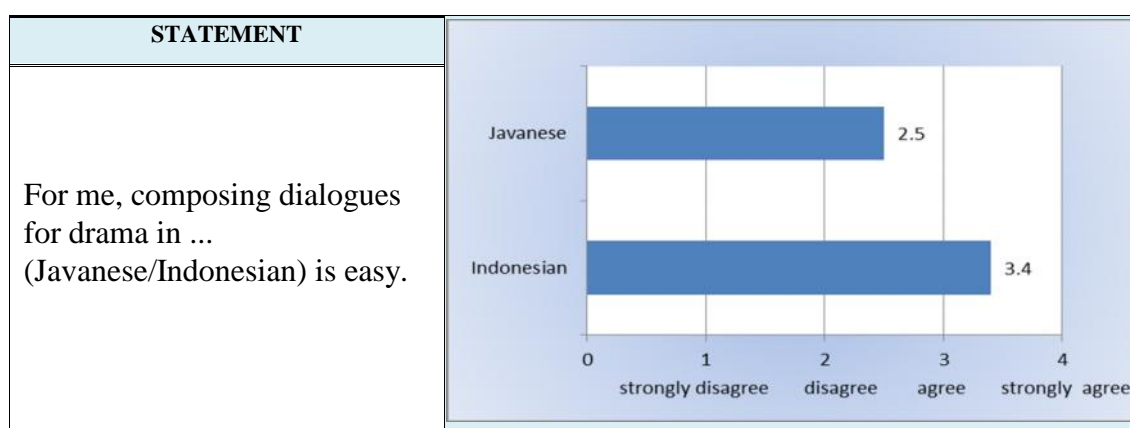 STATEMENT
For me, composing dialogues
for drama in ...
(Javanese/Indonesian) is easy.
Javanese
2.5
Indonesian
3.4
0 1 2 3 4
strongly disagree disagree agree strongly agree